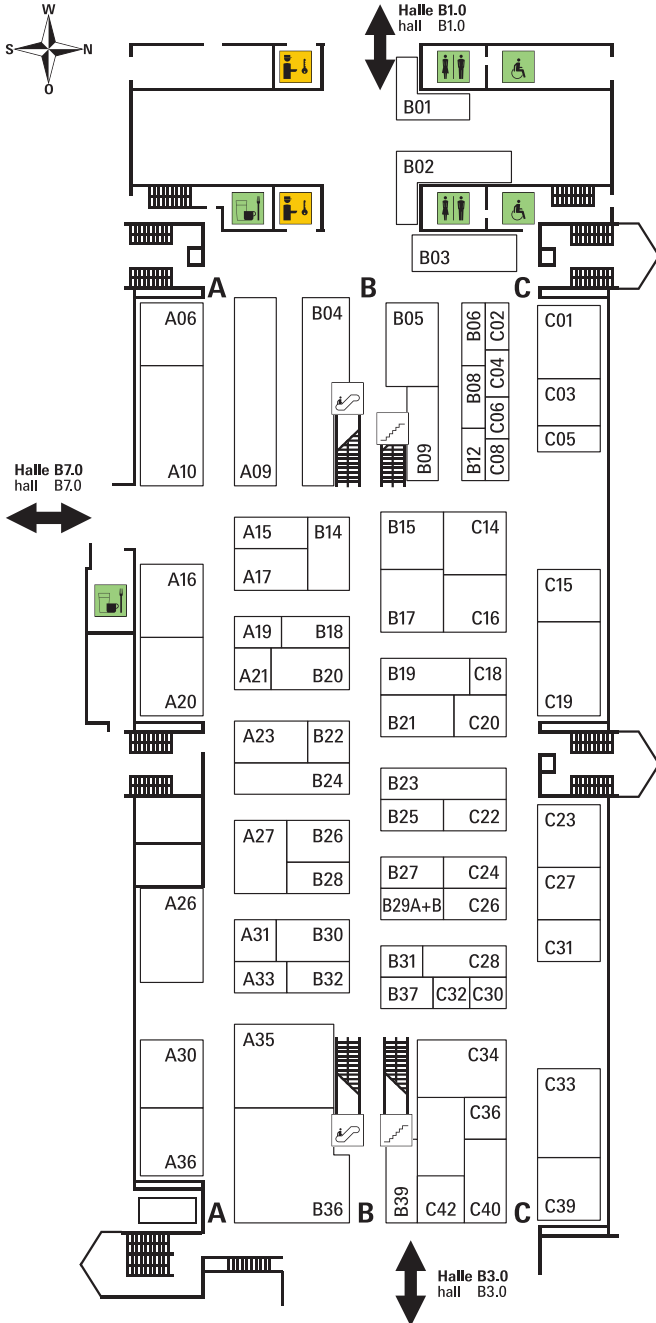 W
S N
O
Halle B1.0
hall B1.0
B01
B02
B03
A B C
A06 B04 B05 B06 C02 C01
B08 C04 C03
C06
A10 A09 B09 B12 C08 C05
Halle B7.0
hall B7.0
A15 B14 B15 C14
A16 A17 C15
B17 C16
A19 B18
A21 B20 B19 C18
A20 B21 C20 C19
A23 B22
B24 B23
B25 C22 C23
A27 B26
B28 B27 C24 C27
A26 B29A+B C26
A31 B30 C31
A33 B32 B31 C28
B37 C32 C30
A35 C34
A30 C33
C36
A36
B36 B39 C42 C40 C39
A B C
Halle B3.0
hall B3.0